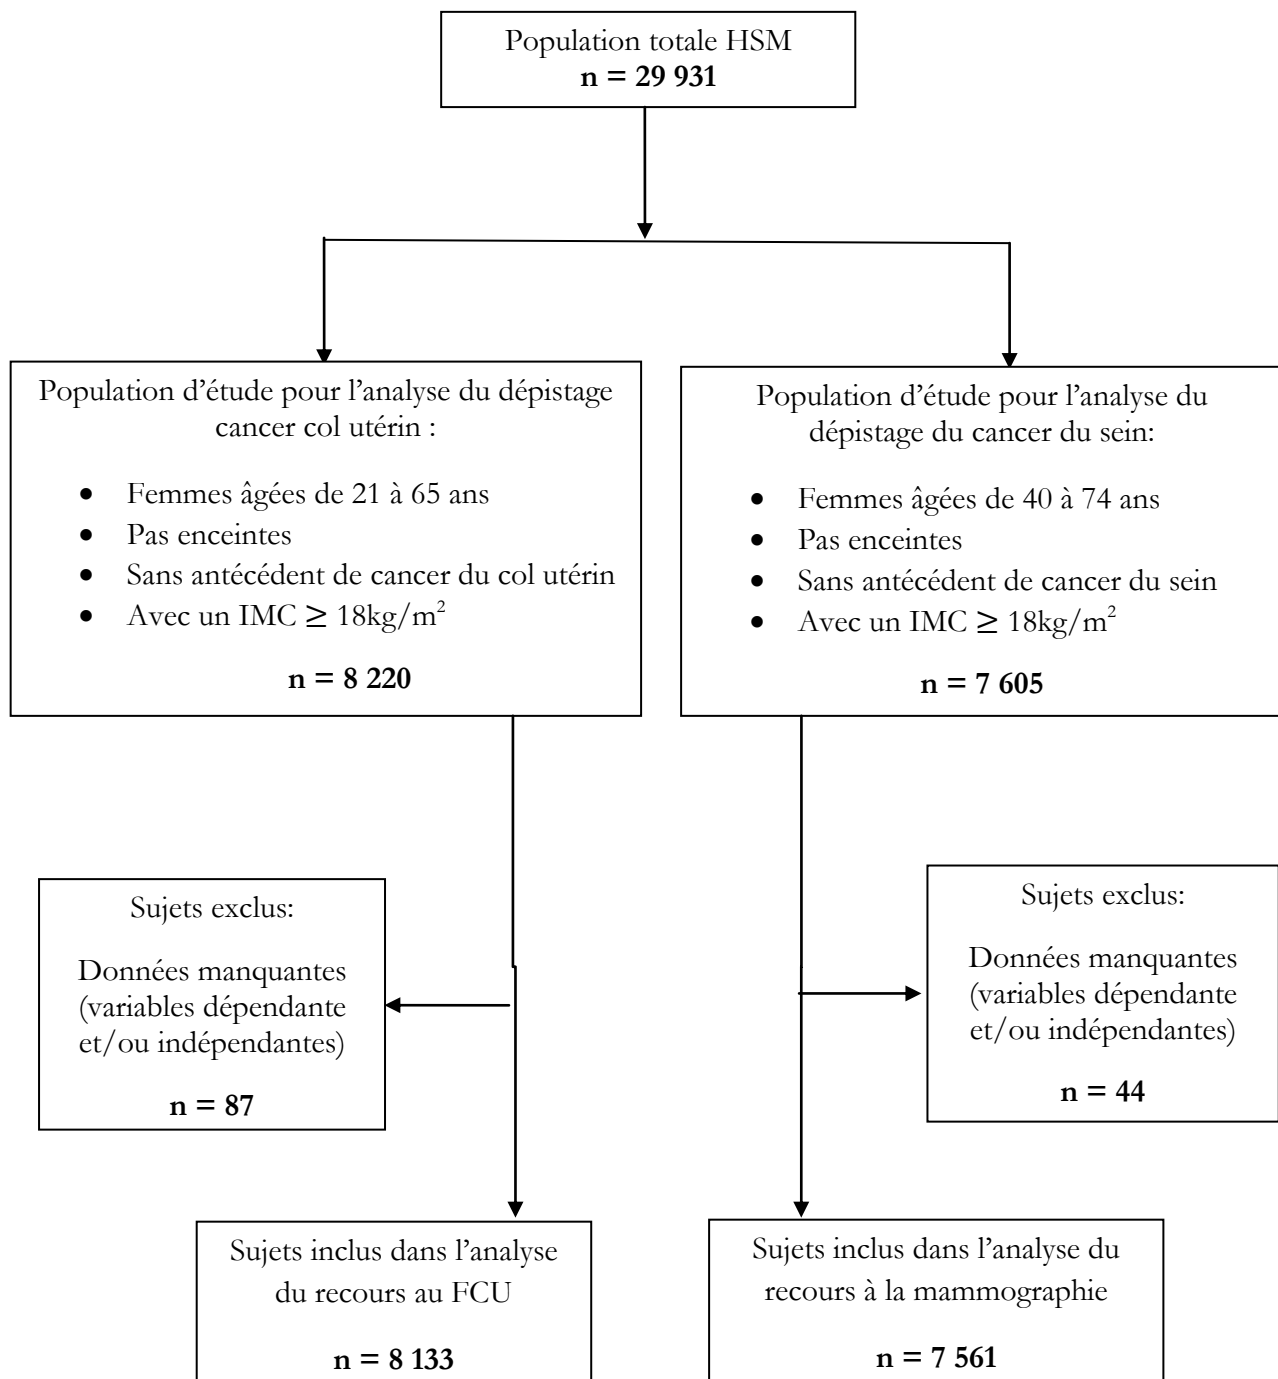 Population totale HSM
n = 29 931
Population d’étude pour l’analyse du dépistage
cancer col utérin :
• Femmes âgées de 21 à 65 ans
• Pas enceintes
• Sans antécédent de cancer du col utérin
• Avec un IMC ≥ 18kg/m²
n = 8 220
Population d’étude pour l’analyse du
dépistage du cancer du sein:
• Femmes âgées de 40 à 74 ans
• Pas enceintes
• Sans antécédent de cancer du sein
• Avec un IMC ≥ 18kg/m²
n = 7 605
Sujets exclus:
Données manquantes
(variables dépendante
et/ou indépendantes)
n = 87
Sujets exclus:
Données manquantes
(variables dépendante
et/ou indépendantes)
n = 44
Sujets inclus dans l’analyse
du recours au FCU
n = 8 133
Sujets inclus dans l’analyse du
recours à la mammographie
n = 7 561